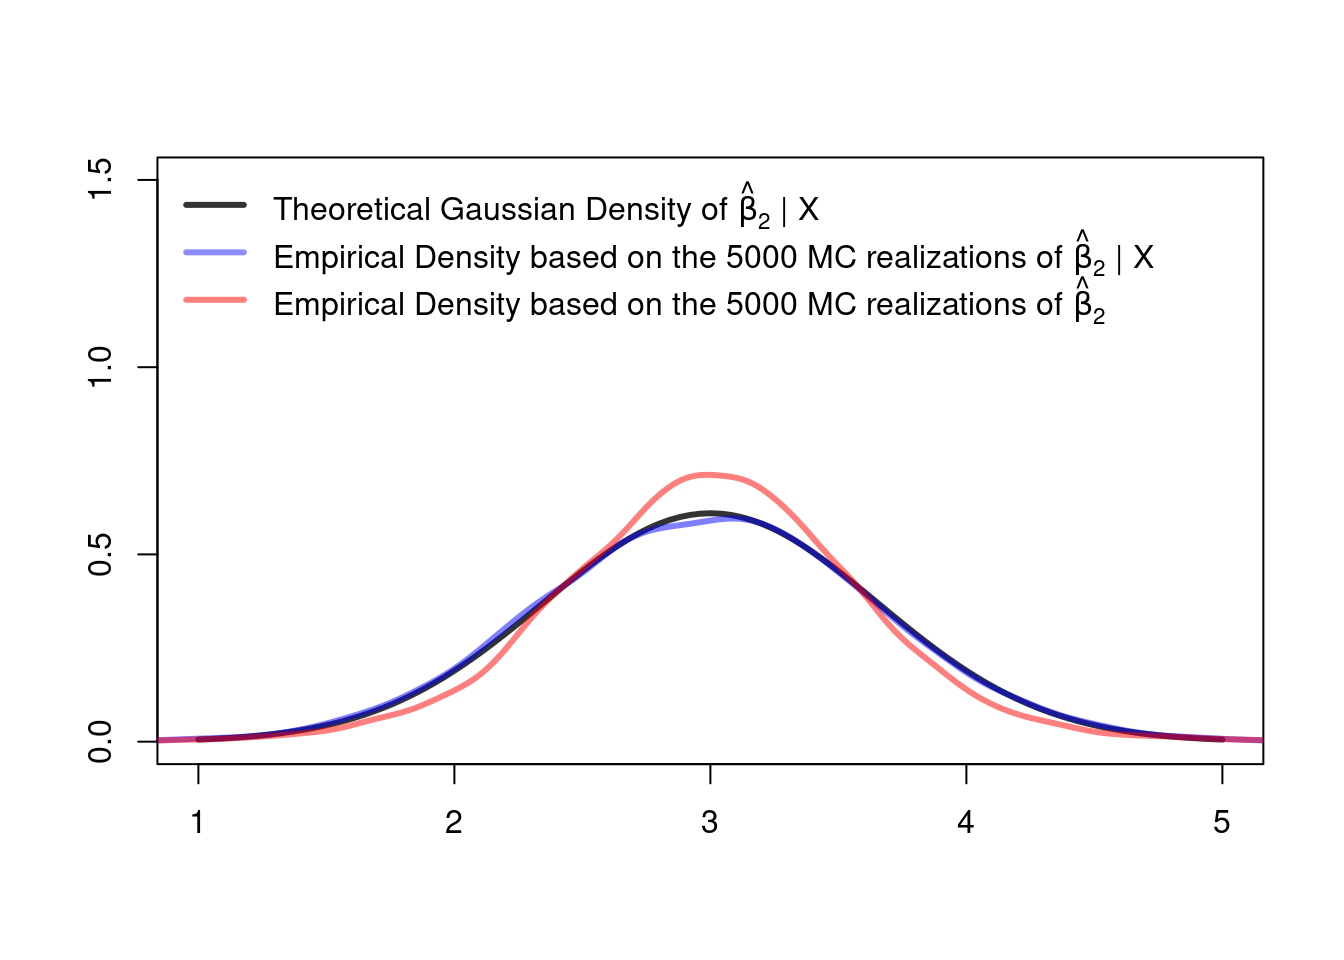 1.5
1.0
0.5
0.0
Theoretical Gaussian Density of β̂₂ | X
Empirical Density based on the 5000 MC realizations of β̂₂ | X
Empirical Density based on the 5000 MC realizations of β̂₂
1 2 3 4 5